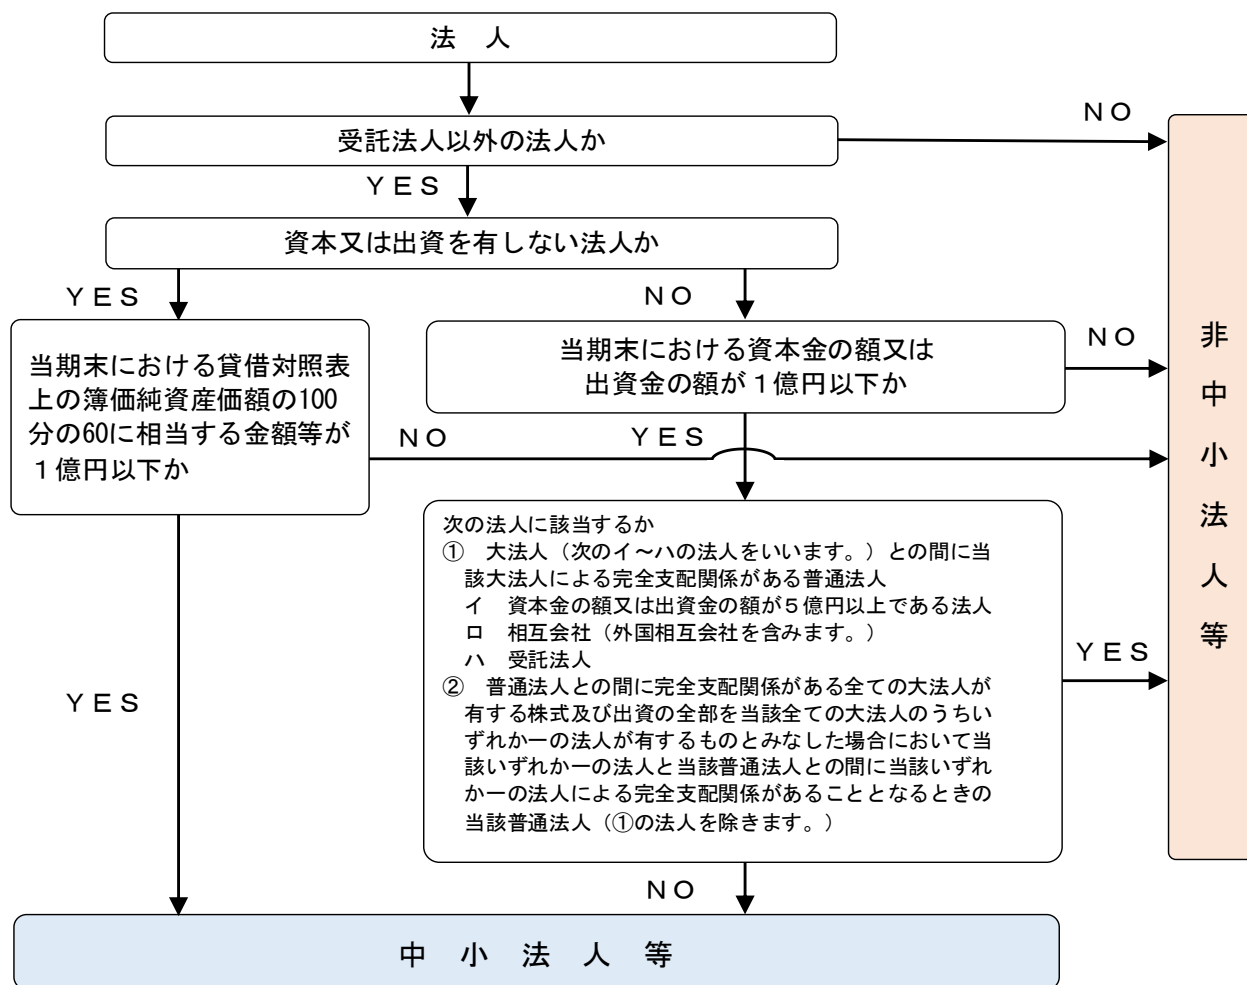 法 人
受託法人以外の法人か
NO
YES
資本又は出資を有しない法人か
YES
NO
当期末における貸借対照表
上の簿価純資産価額の100
分の60に相当する金額等が
１億円以下か
当期末における資本金の額又は
出資金の額が１億円以下か
NO
NO
YES
次の法人に該当するか
① 大法人（次のイ～ハの法人をいいます。）との間に当
該大法人による完全支配関係がある普通法人
イ 資本金の額又は出資金の額が５億円以上である法人
ロ 相互会社（外国相互会社を含みます。）
ハ 受託法人
② 普通法人との間に完全支配関係がある全ての大法人が
有する株式及び出資の全部を当該全ての大法人のうちい
ずれか一の法人が有するものとみなした場合において当
該いずれか一の法人と当該普通法人との間に当該いずれ
か一の法人による完全支配関係があることとなるときの
当該普通法人（①の法人を除きます。）
YES
YES
NO
非中小法人等
中小法人等